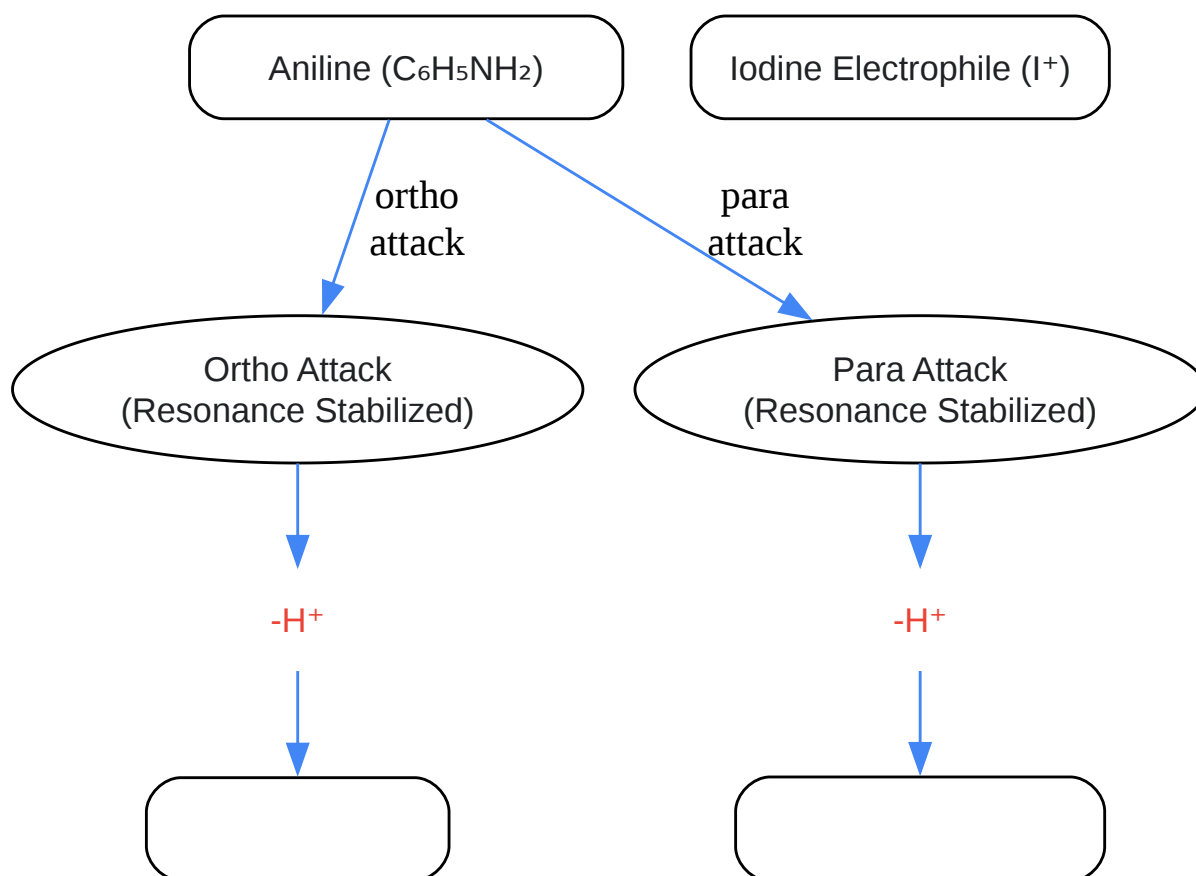 Aniline (C₆H₅NH₂)
Iodine Electrophile (I⁺)
ortho
attack
para
attack
Ortho Attack
(Resonance Stabilized)
Para Attack
(Resonance Stabilized)
-H⁺
-H⁺